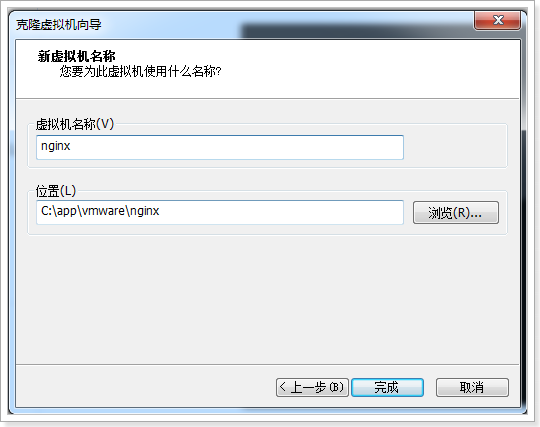 克隆虚拟机向导
新虚拟机名称
您要为此虚拟机使用什么名称?
虚拟机名称(V)
nginx
位置(L)
C:\app\vmware\nginx
浏览(R)...
< 上一步(B)
完成
取消